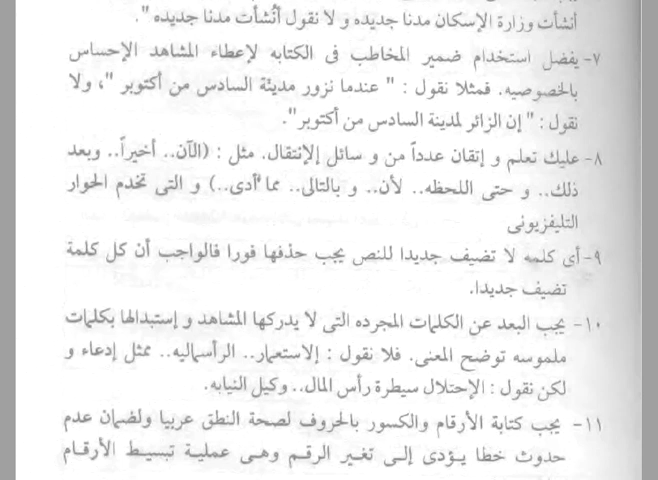 أنشأت وزارة الإسكان مدنا جديده و لا نقول أنُشأت مدنا جديده ".
٧- يفضل استخدام ضمير المخاطب فى الكتابه لإعطاء المشاهد الإحساس
بالخصوصيه. فمثلا نقول : " عندما نزور مدينة السادس من أكتوبر "، ولا
نقول : " إن الزائر لمدينة السادس من أكتوبر".
٨- عليك تعلم و إتقان عدداً من و سائل الإنتقال. مثل : (الآن.. أخيراً.. وبعد
ذلك.. و حتى اللحظه.. لأن.. و بالتالى.. مما أدى..) و التى تخدم الحوار
التليفزيونى
٩- أى كلمه لا تضيف جديدا للنص يجب حذفها فورا فالواجب أن كل كلمة
تضيف جديدا.
١٠- يجب البعد عن الكلمات المجرده التى لا يدركها المشاهد و إستبدالها بكلمات
ملموسه توضح المعنى. فلا نقول : الاستعمار.. الرأسماليه.. ممثل إدعاء و
لكن نقول : الإحتلال سيطرة رأس المال.. وكيل النيابه.
١١- يجب كتابة الأرقام والكسور بالحروف لصحة النطق عربيا ولضمان عدم
حدوث خطا يؤدى إلى تغير الرقم وهى عملية تبسيط الأرقام